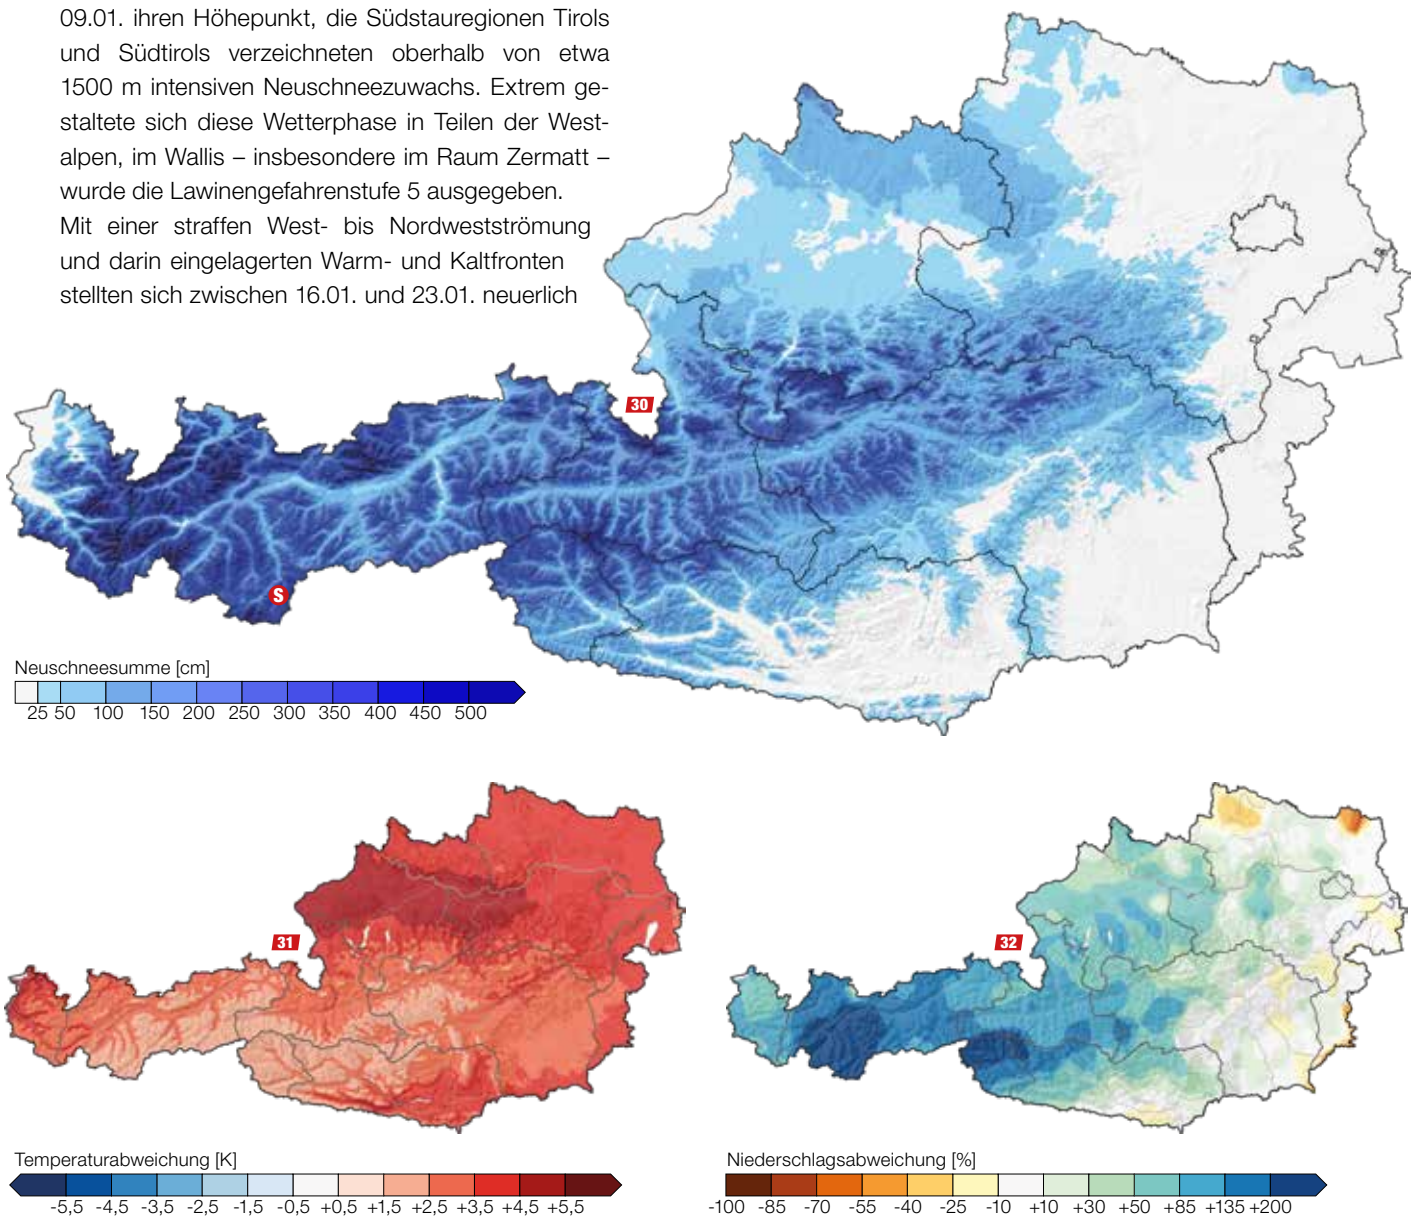 09.01. ihren Höhepunkt, die Südstauregionen Tirols
und Südtirols verzeichneten oberhalb von etwa
1500 m intensiven Neuschneezuwachs. Extrem ge-
staltete sich diese Wetterphase in Teilen der West-
alpen, im Wallis – insbesondere im Raum Zermatt –
wurde die Lawinengefahrenstufe 5 ausgegeben.
Mit einer straffen West- bis Nordwestströmung
und darin eingelagerten Warm- und Kaltfronten
stellten sich zwischen 16.01. und 23.01. neuerlich
30
S
Neuschneesumme [cm]
25 50 100 150 200 250 300 350 400 450 500
31
Temperaturabweichung [K]
-5,5 -4,5 -3,5 -2,5 -1,5 -0,5 +0,5 +1,5 +2,5 +3,5 +4,5 +5,5
32
Niederschlagsabweichung [%]
-100 -85 -70 -55 -40 -25 -10 +10 +30 +50 +85 +135 +200